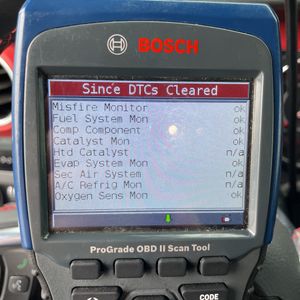 BOSCH
Since DTCs Cleared
Misfire Monitor ok
Fuel System Mon ok
Comp Component ok
Catalyst Mon ok
Htd Catalyst n/a
Evap System Mon ok
Sec Air System n/a
A/C Refrig Mon n/a
Oxygen Sens Mon ok
ProGrade OBD II Scan Tool
CODE